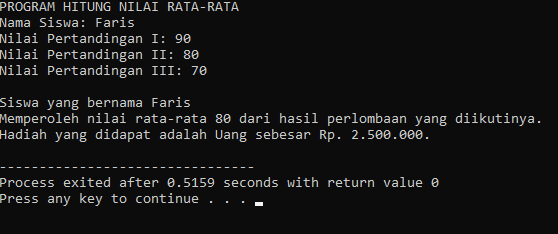 PROGRAM HITUNG NILAI RATA-RATA
Nama Siswa: Faris
Nilai Pertandingan I: 90
Nilai Pertandingan II: 80
Nilai Pertandingan III: 70
Siswa yang bernama Faris
Memperoleh nilai rata-rata 80 dari hasil perlombaan yang diikutinya.
Hadiah yang didapat adalah Uang sebesar Rp. 2.500.000.
--------------------------------
Process exited after 0.5159 seconds with return value 0
Press any key to continue . . .